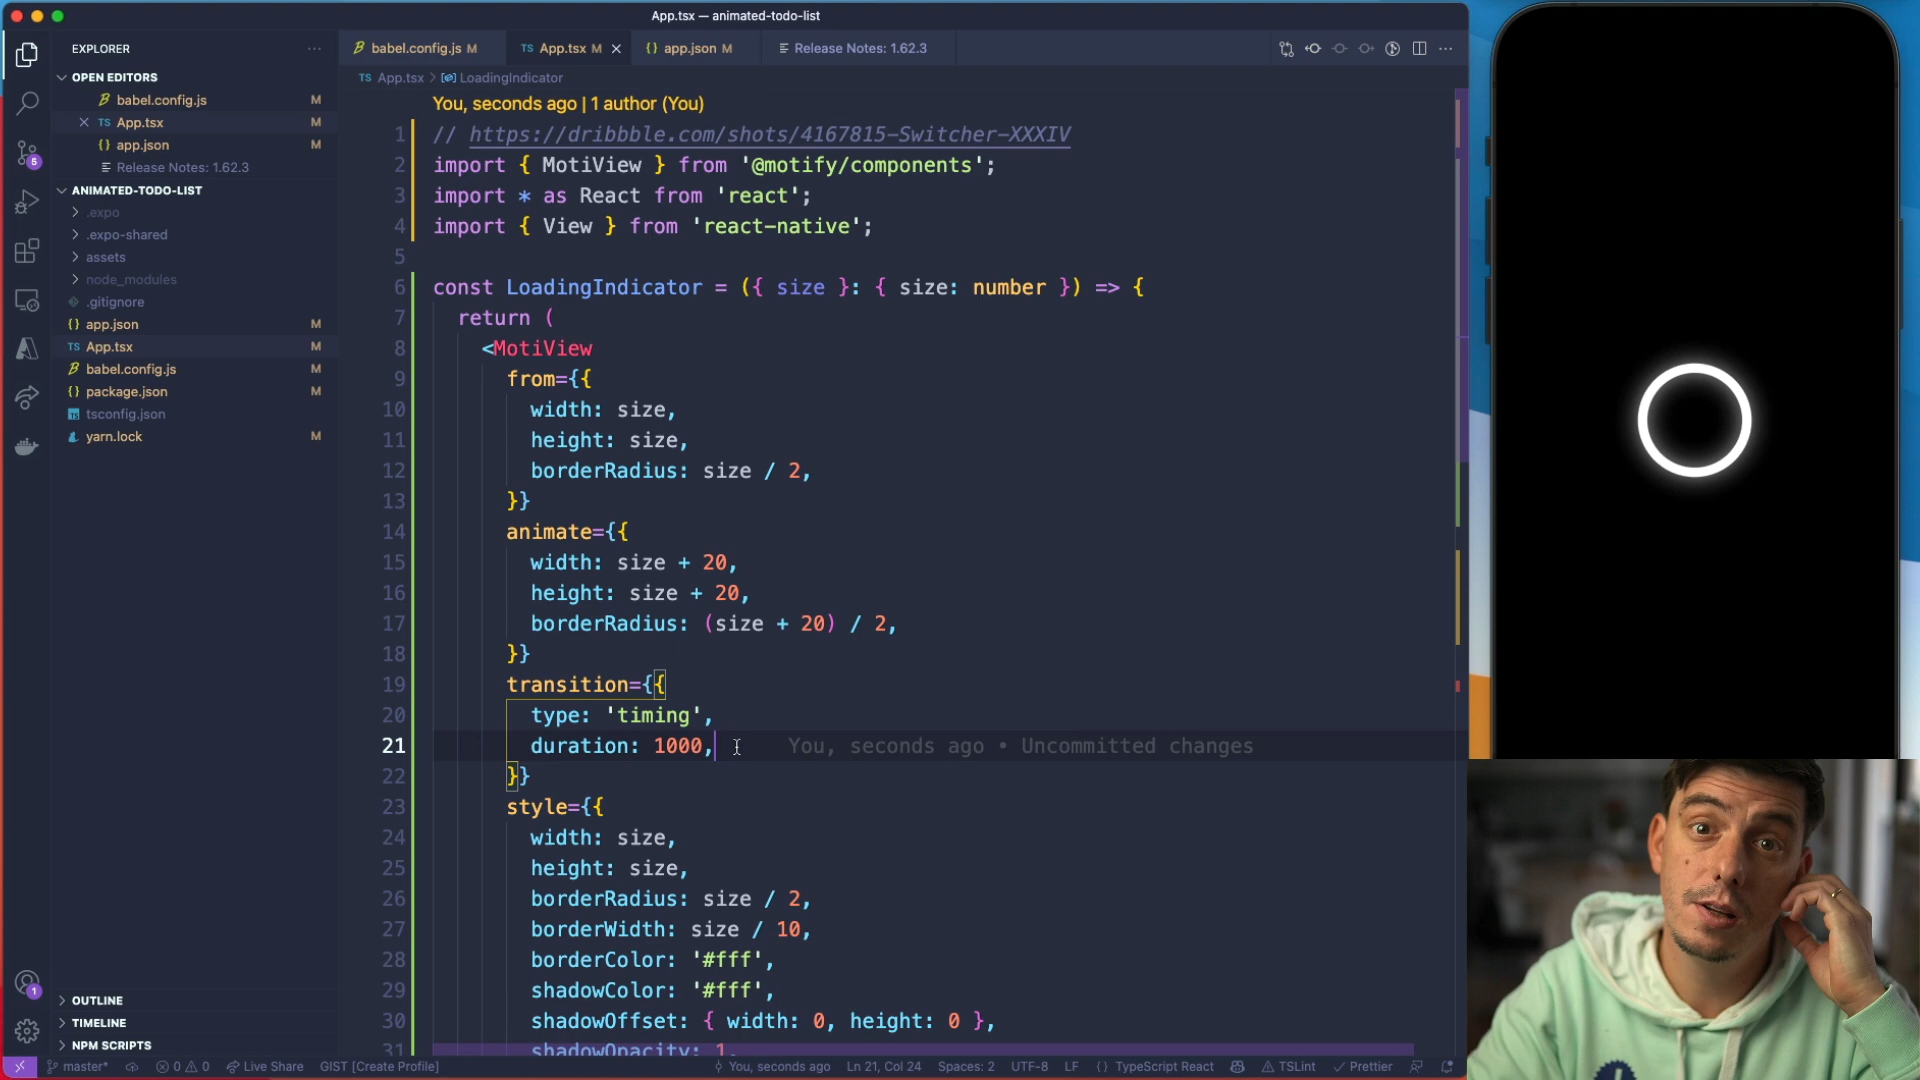 App.tsx — animated-todo-list
EXPLORER
babel.config.js M
TS App.tsx M
{} app.json M
Release Notes: 1.62.3
OPEN EDITORS
babel.config.js M
TS App.tsx M
{} app.json M
Release Notes: 1.62.3
ANIMATED-TODO-LIST
.expo
.expo-shared
assets
node_modules
.gitignore
{} app.json M
TS App.tsx M
babel.config.js M
{} package.json M
tsconfig.json
yarn.lock M
OUTLINE
TIMELINE
NPM SCRIPTS
5
1
TS App.tsx > LoadingIndicator
You, seconds ago | 1 author (You)
1 // https://dribbble.com/shots/4167815-Switcher-XXXIV
2 import { MotiView } from '@motify/components';
3 import * as React from 'react';
4 import { View } from 'react-native';
5
6 const LoadingIndicator = ({ size }: { size: number }) => {
7 return (
8 <MotiView
9 from={{
10 width: size,
11 height: size,
12 borderRadius: size / 2,
13 }}
14 animate={{
15 width: size + 20,
16 height: size + 20,
17 borderRadius: (size + 20) / 2,
18 }}
19 transition={{
20 type: 'timing',
21 duration: 1000, You, seconds ago • Uncommitted changes
22 }}
23 style={{
24 width: size,
25 height: size,
26 borderRadius: size / 2,
27 borderWidth: size / 10,
28 borderColor: '#fff',
29 shadowColor: '#fff',
30 shadowOffset: { width: 0, height: 0 },
31 shadowOpacity: 1,
master* 0 0 Live Share GIST [Create Profile] You, seconds ago Ln 21, Col 24 Spaces: 2 UTF-8 LF {} TypeScript React TSLint Prettier